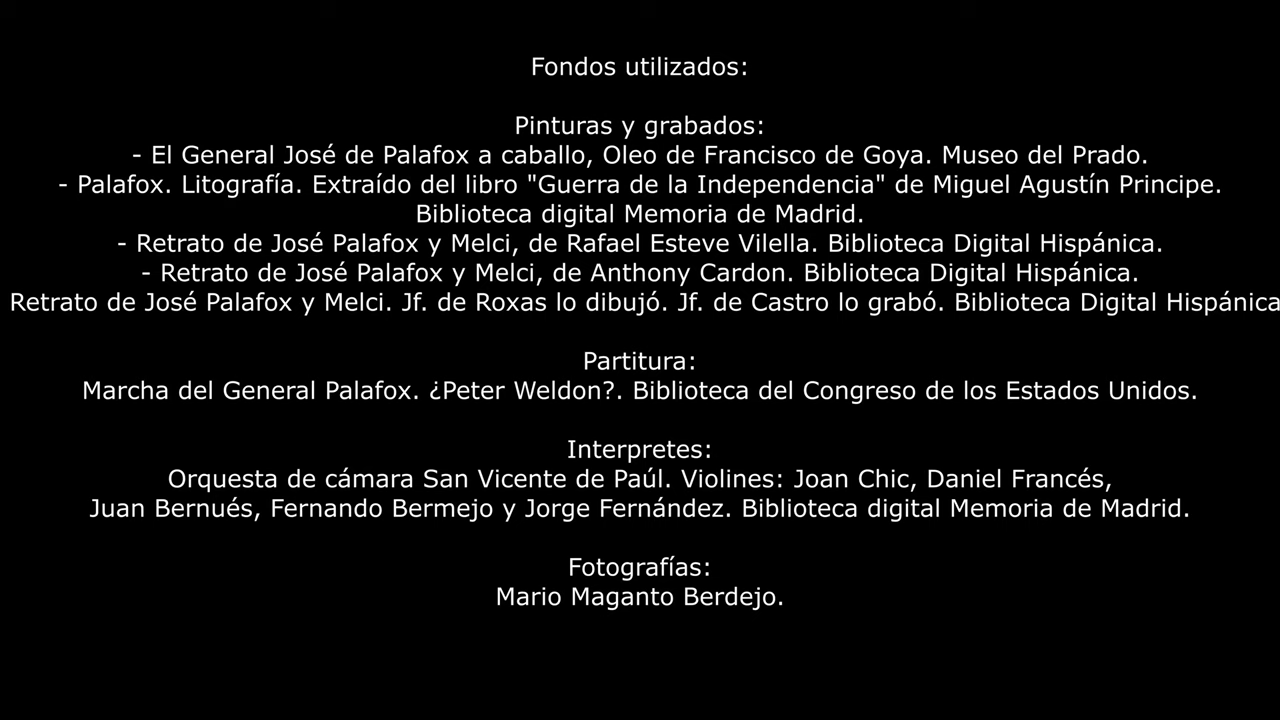 Fondos utilizados:
Pinturas y grabados:
- El General José de Palafox a caballo, Oleo de Francisco de Goya. Museo del Prado.
- Palafox. Litografía. Extraído del libro "Guerra de la Independencia" de Miguel Agustín Principe.
Biblioteca digital Memoria de Madrid.
- Retrato de José Palafox y Melci, de Rafael Esteve Vilella. Biblioteca Digital Hispánica.
- Retrato de José Palafox y Melci, de Anthony Cardon. Biblioteca Digital Hispánica.
Retrato de José Palafox y Melci. Jf. de Roxas lo dibujó. Jf. de Castro lo grabó. Biblioteca Digital Hispánica
Partitura:
Marcha del General Palafox. ¿Peter Weldon?. Biblioteca del Congreso de los Estados Unidos.
Interpretes:
Orquesta de cámara San Vicente de Paúl. Violines: Joan Chic, Daniel Francés,
Juan Bernués, Fernando Bermejo y Jorge Fernández. Biblioteca digital Memoria de Madrid.
Fotografías:
Mario Maganto Berdejo.